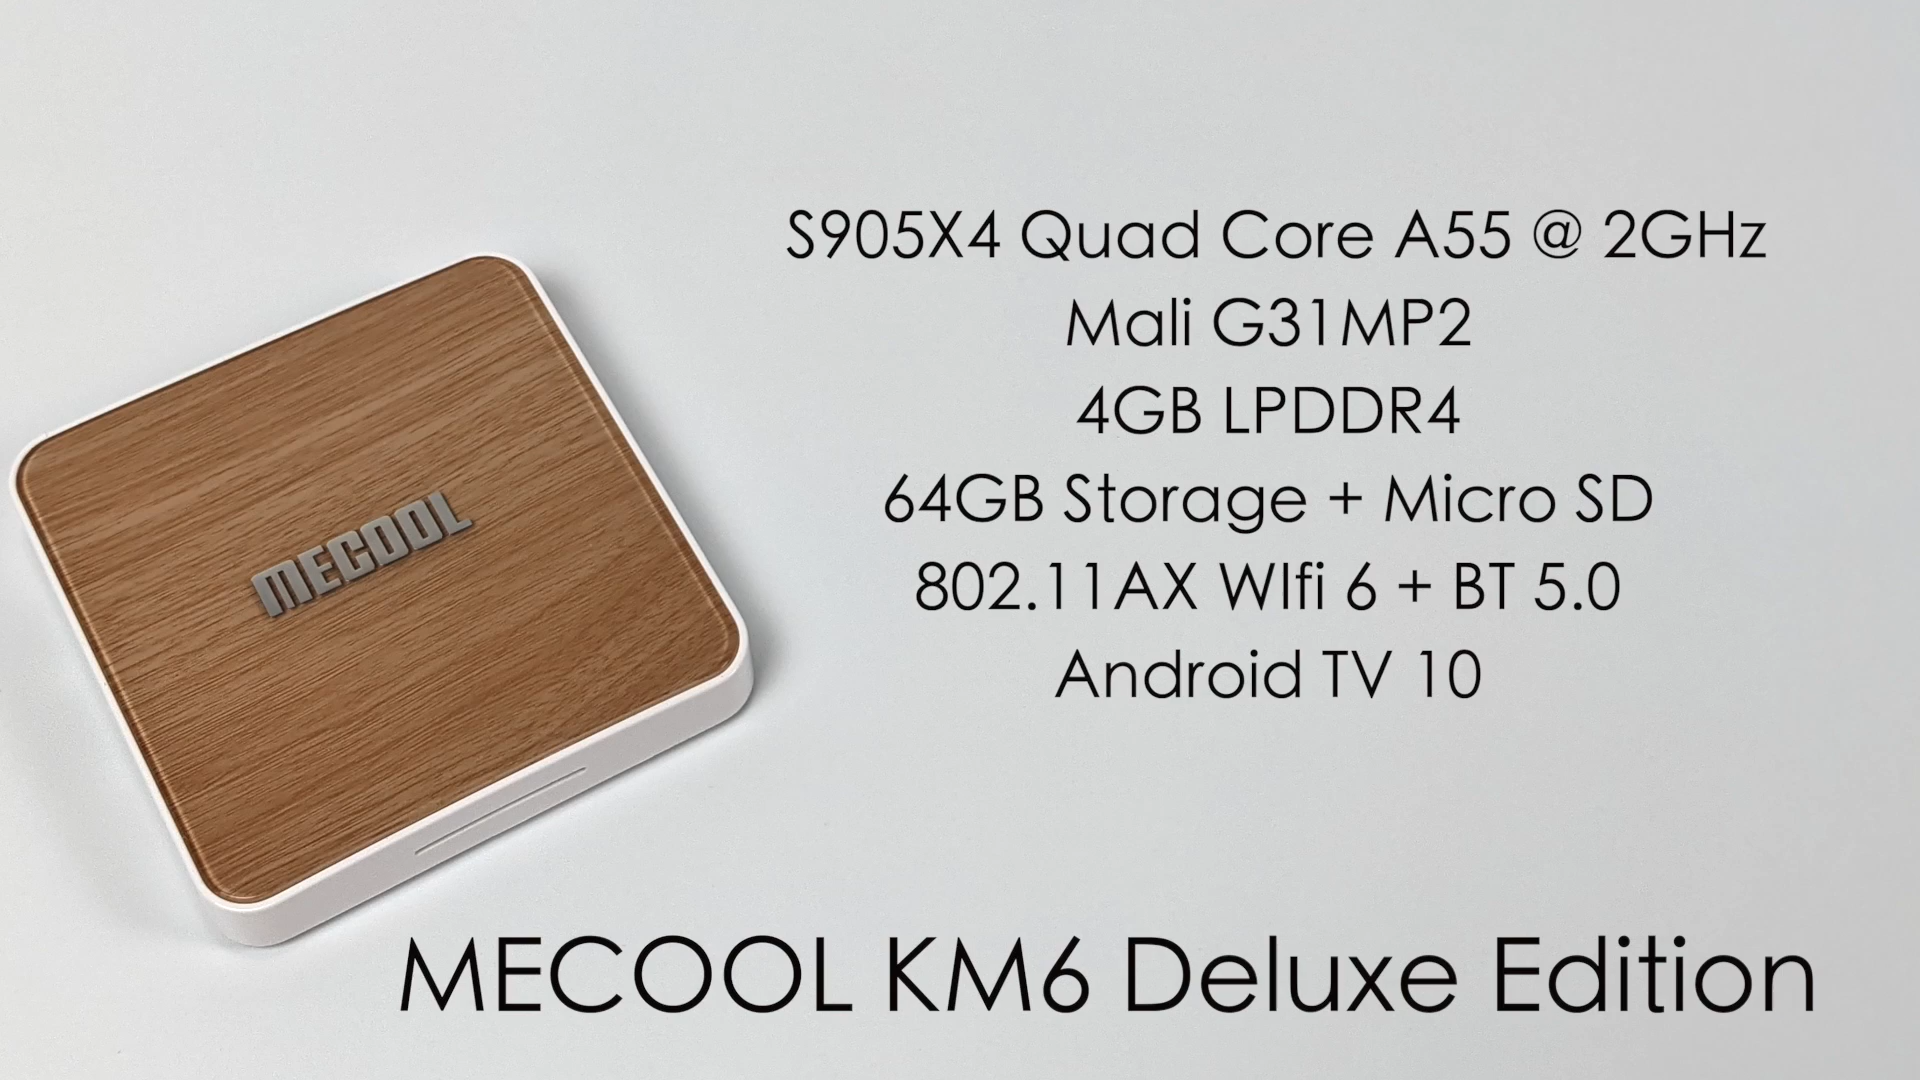 S905X4 Quad Core A55 @ 2GHz
Mali G31MP2
4GB LPDDR4
64GB Storage + Micro SD
802.11AX WIfi 6 + BT 5.0
Android TV 10
MECOOL
MECOOL KM6 Deluxe Edition